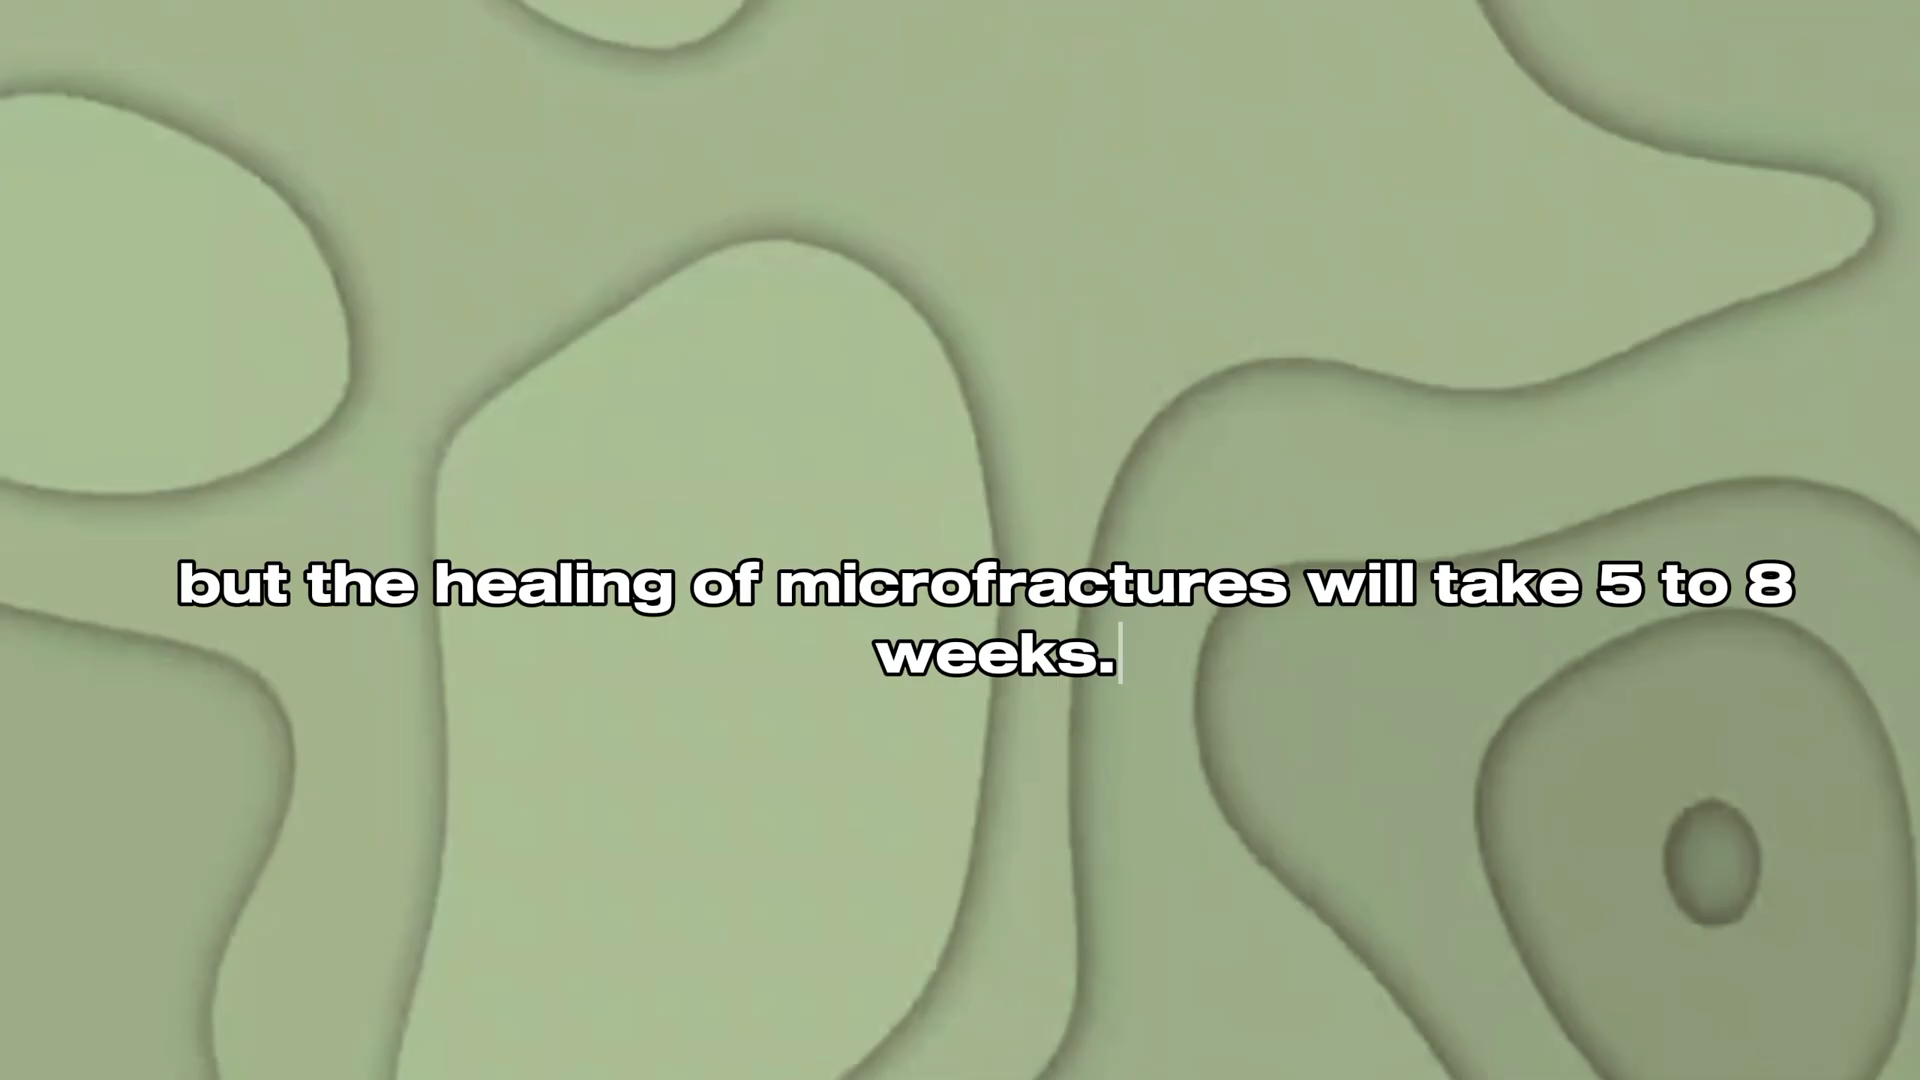 but the healing of microfractures will take 5 to 8
weeks.